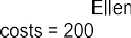 Ellen
costs = 200